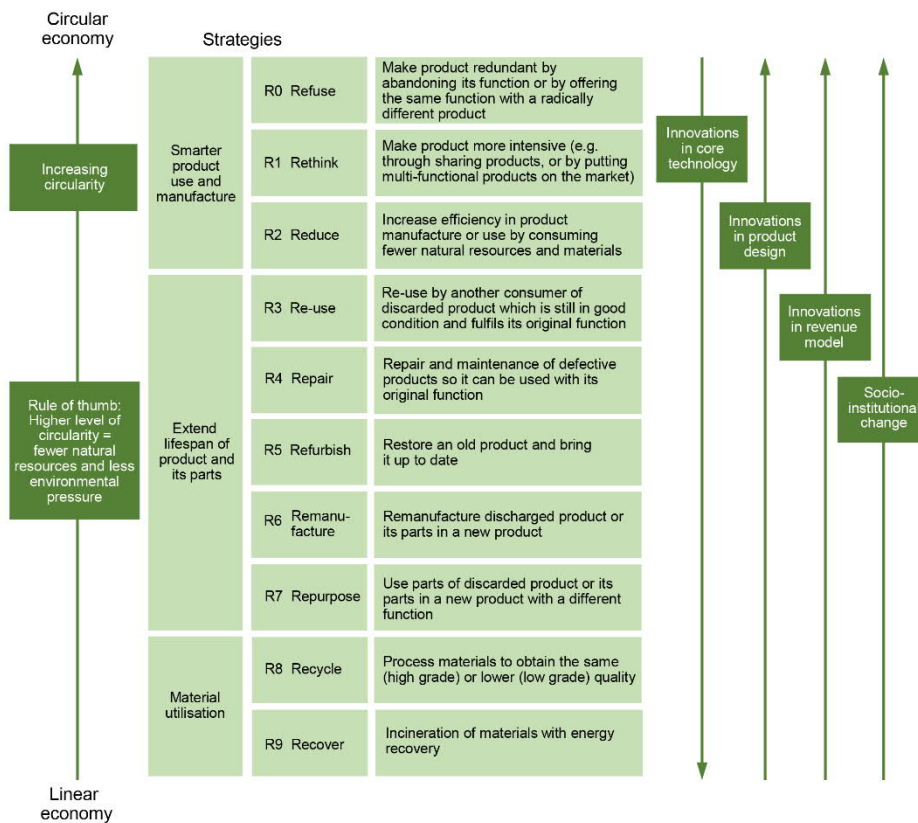 Circular
economy
Strategies
Increasing
circularity
Rule of thumb:
Higher level of
circularity =
fewer natural
resources and less
environmental
pressure
Linear
economy
Smarter
product
use and
manufacture
R0 Refuse
Make product redundant by
abandoning its function or by offering
the same function with a radically
different product
R1 Rethink
Make product more intensive (e.g.
through sharing products, or by putting
multi-functional products on the market)
R2 Reduce
Increase efficiency in product
manufacture or use by consuming
fewer natural resources and materials
Extend
lifespan of
product and
its parts
R3 Re-use
Re-use by another consumer of
discarded product which is still in good
condition and fulfils its original function
R4 Repair
Repair and maintenance of defective
products so it can be used with its
original function
R5 Refurbish
Restore an old product and bring
it up to date
R6 Remanu-
facture
Remanufacture discharged product or
its parts in a new product
R7 Repurpose
Use parts of discarded product or its
parts in a new product with a different
function
Material
utilisation
R8 Recycle
Process materials to obtain the same
(high grade) or lower (low grade) quality
R9 Recover
Incineration of materials with energy
recovery
Innovations
in core
technology
Innovations
in product
design
Innovations
in revenue
model
Socio-
institutional
change